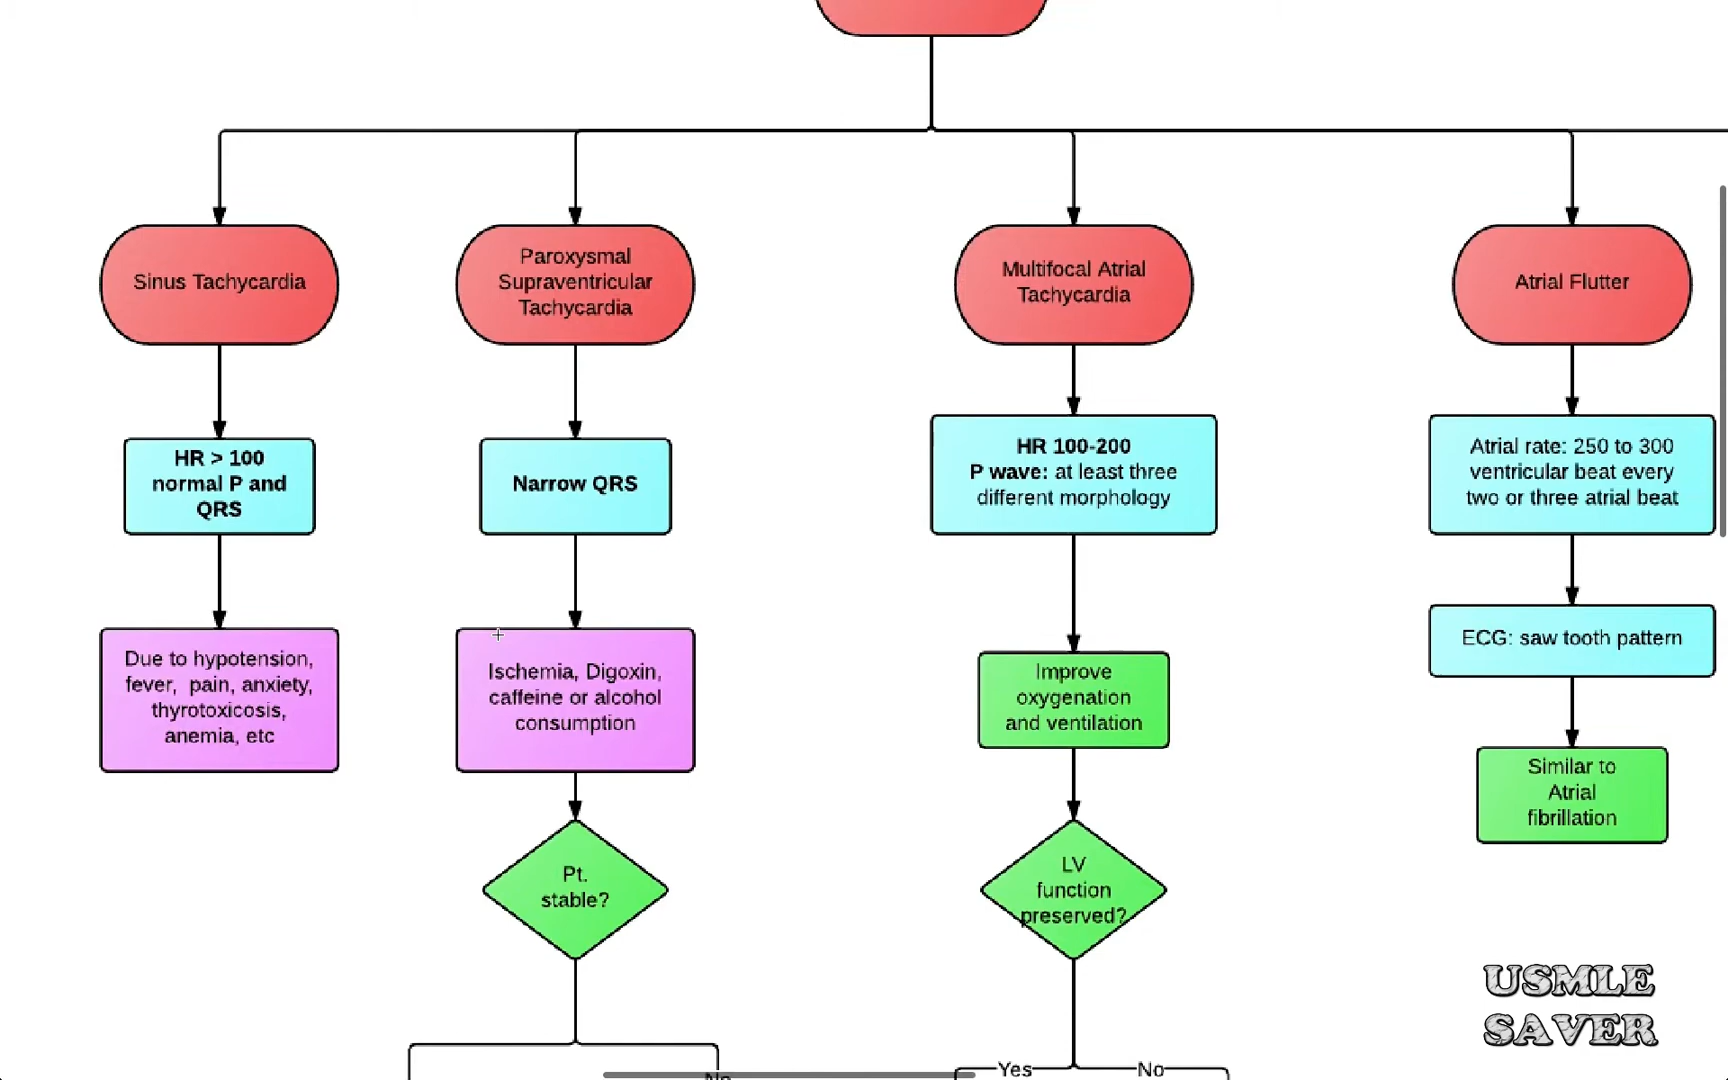 Sinus Tachycardia
Paroxysmal
Supraventricular
Tachycardia
Multifocal Atrial
Tachycardia
Atrial Flutter
HR > 100
normal P and
QRS
Narrow QRS
HR 100-200
P wave: at least three
different morphology
Atrial rate: 250 to 300
ventricular beat every
two or three atrial beat
ECG: saw tooth pattern
Due to hypotension,
fever, pain, anxiety,
thyrotoxicosis,
anemia, etc
Ischemia, Digoxin,
caffeine or alcohol
consumption
Improve
oxygenation
and ventilation
Similar to
Atrial
fibrillation
Pt.
stable?
LV
function
preserved?
No
Yes
No
USMLE
SAVER